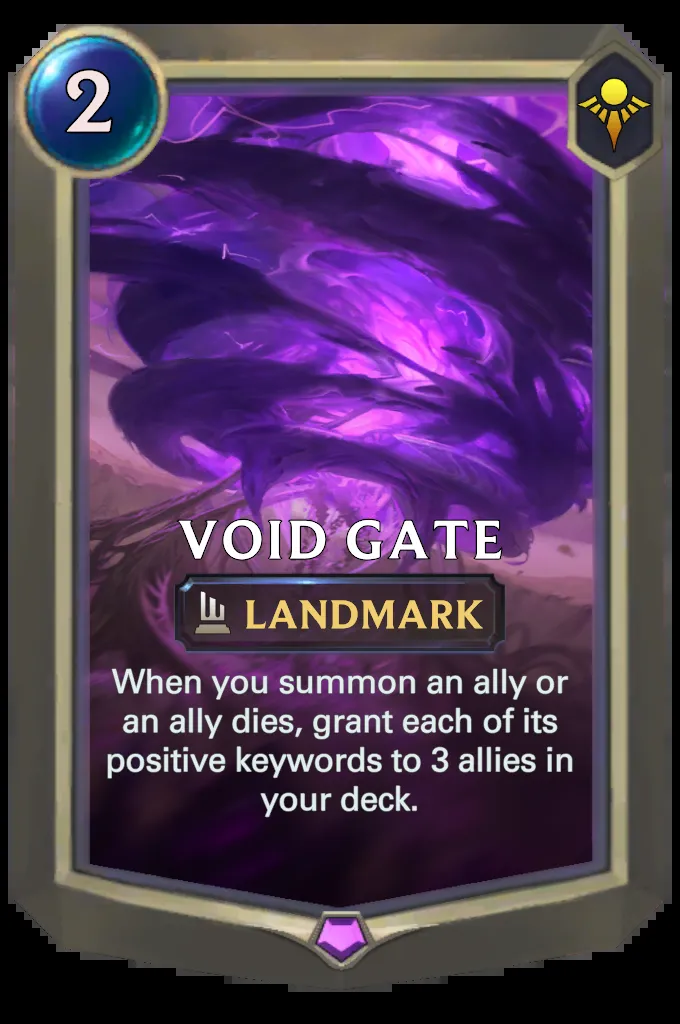 2
VOID GATE
LANDMARK
When you summon an ally or
an ally dies, grant each of its
positive keywords to 3 allies in
your deck.